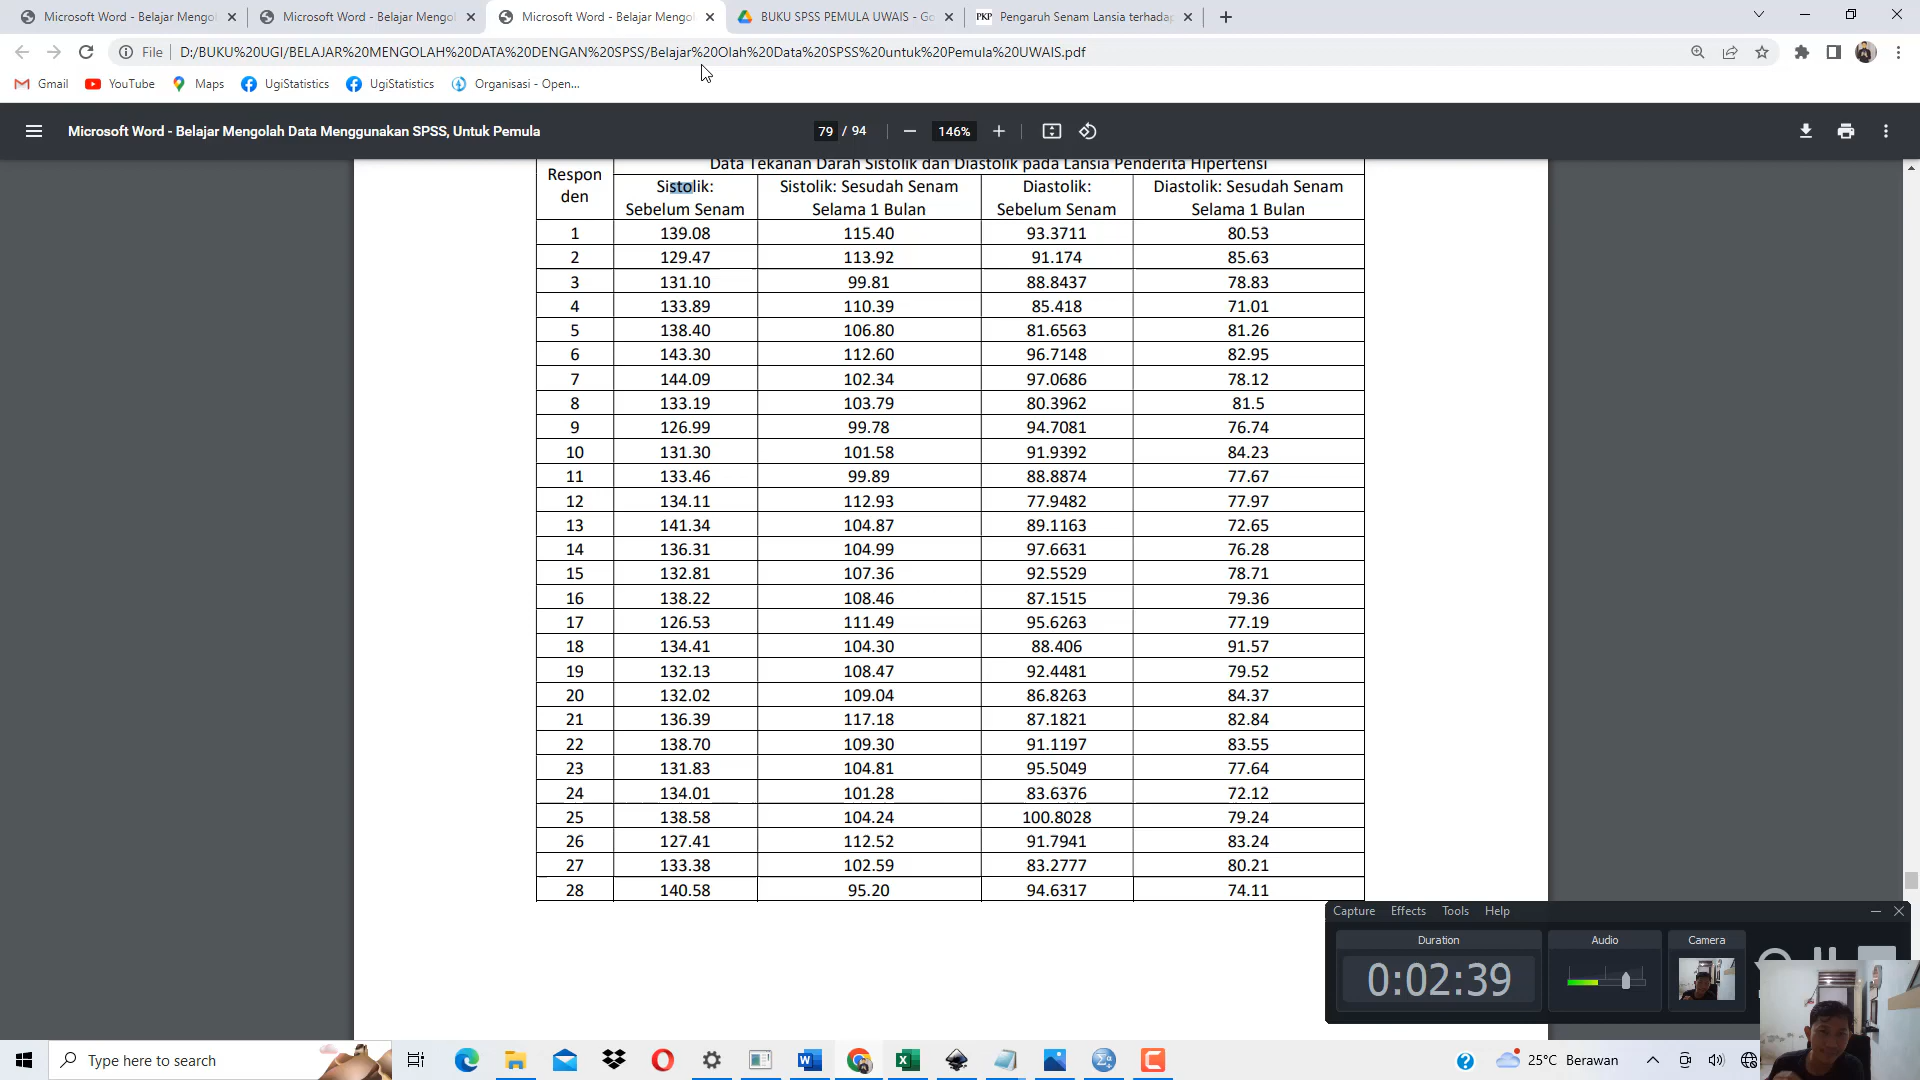 Microsoft Word - Belajar Mengol
Microsoft Word - Belajar Mengol
Microsoft Word - Belajar Mengol
BUKU SPSS PEMULA UWAIS - Go
PKP Pengaruh Senam Lansia terhadap
File D:/BUKU%20UGI/BELAJAR%20MENGOLAH%20DATA%20DENGAN%20SPSS/Belajar%20Olah%20Data%20SPSS%20untuk%20Pemula%20UWAIS.pdf
Gmail YouTube Maps UgiStatistics UgiStatistics Organisasi - Open...
Microsoft Word - Belajar Mengolah Data Menggunakan SPSS, Untuk Pemula
79 / 94
146%
Data Tekanan Darah Sistolik dan Diastolik pada Lansia Penderita Hipertensi
Respon
den
Sistolik:
Sebelum Senam
Sistolik: Sesudah Senam
Selama 1 Bulan
Diastolik:
Sebelum Senam
Diastolik: Sesudah Senam
Selama 1 Bulan
1 139.08 115.40 93.3711 80.53
2 129.47 113.92 91.174 85.63
3 131.10 99.81 88.8437 78.83
4 133.89 110.39 85.418 71.01
5 138.40 106.80 81.6563 81.26
6 143.30 112.60 96.7148 82.95
7 144.09 102.34 97.0686 78.12
8 133.19 103.79 80.3962 81.5
9 126.99 99.78 94.7081 76.74
10 131.30 101.58 91.9392 84.23
11 133.46 99.89 88.8874 77.67
12 134.11 112.93 77.9482 77.97
13 141.34 104.87 89.1163 72.65
14 136.31 104.99 97.6631 76.28
15 132.81 107.36 92.5529 78.71
16 138.22 108.46 87.1515 79.36
17 126.53 111.49 95.6263 77.19
18 134.41 104.30 88.406 91.57
19 132.13 108.47 92.4481 79.52
20 132.02 109.04 86.8263 84.37
21 136.39 117.18 87.1821 82.84
22 138.70 109.30 91.1197 83.55
23 131.83 104.81 95.5049 77.64
24 134.01 101.28 83.6376 72.12
25 138.58 104.24 100.8028 79.24
26 127.41 112.52 91.7941 83.24
27 133.38 102.59 83.2777 80.21
28 140.58 95.20 94.6317 74.11
Capture Effects Tools Help
Duration
Audio
Camera
0:02:39
Type here to search
25°C Berawan